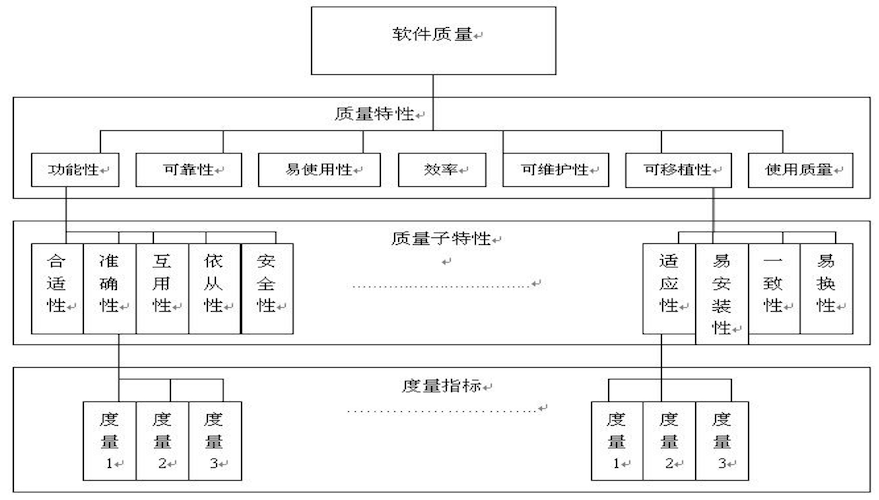 软件质量
质量特性
功能性
可靠性
易使用性
效率
可维护性
可移植性
使用质量
质量子特性
合适性
准确性
互用性
依从性
安全性
适应性
易安装性
一致性
易换性
度量指标
度量1
度量2
度量3
度量1
度量2
度量3